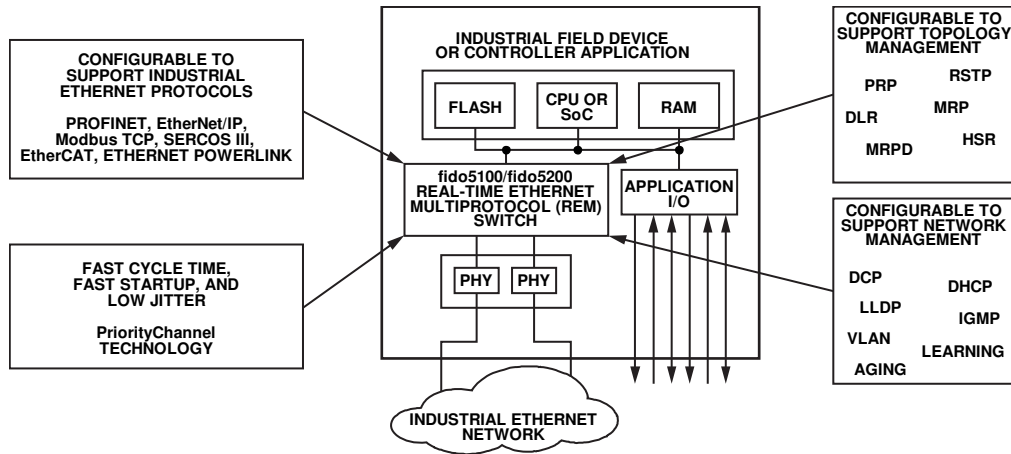 CONFIGURABLE TO
SUPPORT INDUSTRIAL
ETHERNET PROTOCOLS
PROFINET, EtherNet/IP,
Modbus TCP, SERCOS III,
EtherCAT, ETHERNET POWERLINK
FAST CYCLE TIME,
FAST STARTUP, AND
LOW JITTER
PriorityChannel
TECHNOLOGY
INDUSTRIAL FIELD DEVICE
OR CONTROLLER APPLICATION
FLASH
CPU OR
SoC
RAM
fido5100/fido5200
REAL-TIME ETHERNET
MULTIPROTOCOL (REM)
SWITCH
APPLICATION
I/O
PHY
PHY
INDUSTRIAL ETHERNET
NETWORK
CONFIGURABLE TO
SUPPORT TOPOLOGY
MANAGEMENT
PRP
RSTP
DLR
MRP
MRPD
HSR
CONFIGURABLE TO
SUPPORT NETWORK
MANAGEMENT
DCP
DHCP
LLDP
IGMP
VLAN
LEARNING
AGING